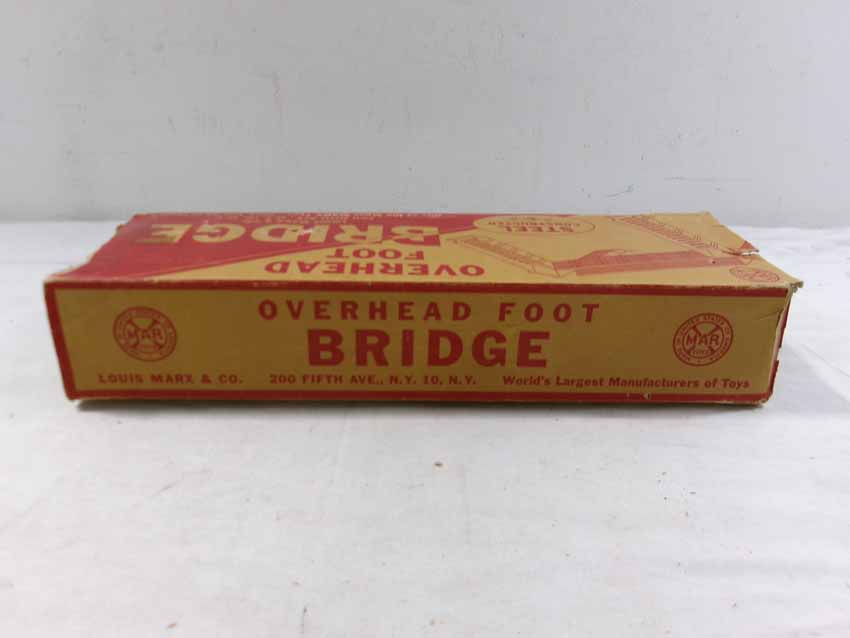 OVERHEAD
FOOT
BRIDGE
STEEL
CONSTRUCTED
OVERHEAD FOOT
BRIDGE
MAR
MAR
LOUIS MARX & CO. 200 FIFTH AVE., N.Y. 10, N.Y. World's Largest Manufacturers of Toys